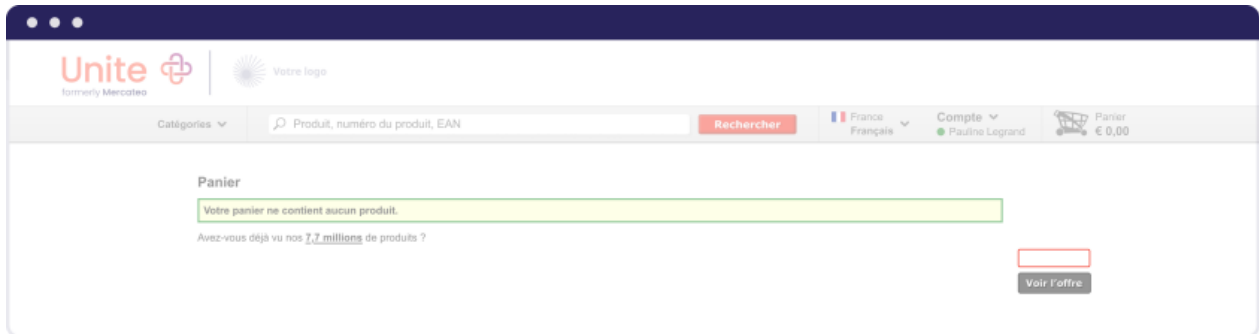 Unite
formerly Mercateo
Votre logo
Catégories
Produit, numéro du produit, EAN
Rechercher
France
Français
Compte
Pauline Legrand
Panier
€ 0,00
Panier
Votre panier ne contient aucun produit.
Avez-vous déjà vu nos 7,7 millions de produits ?
Voir l'offre